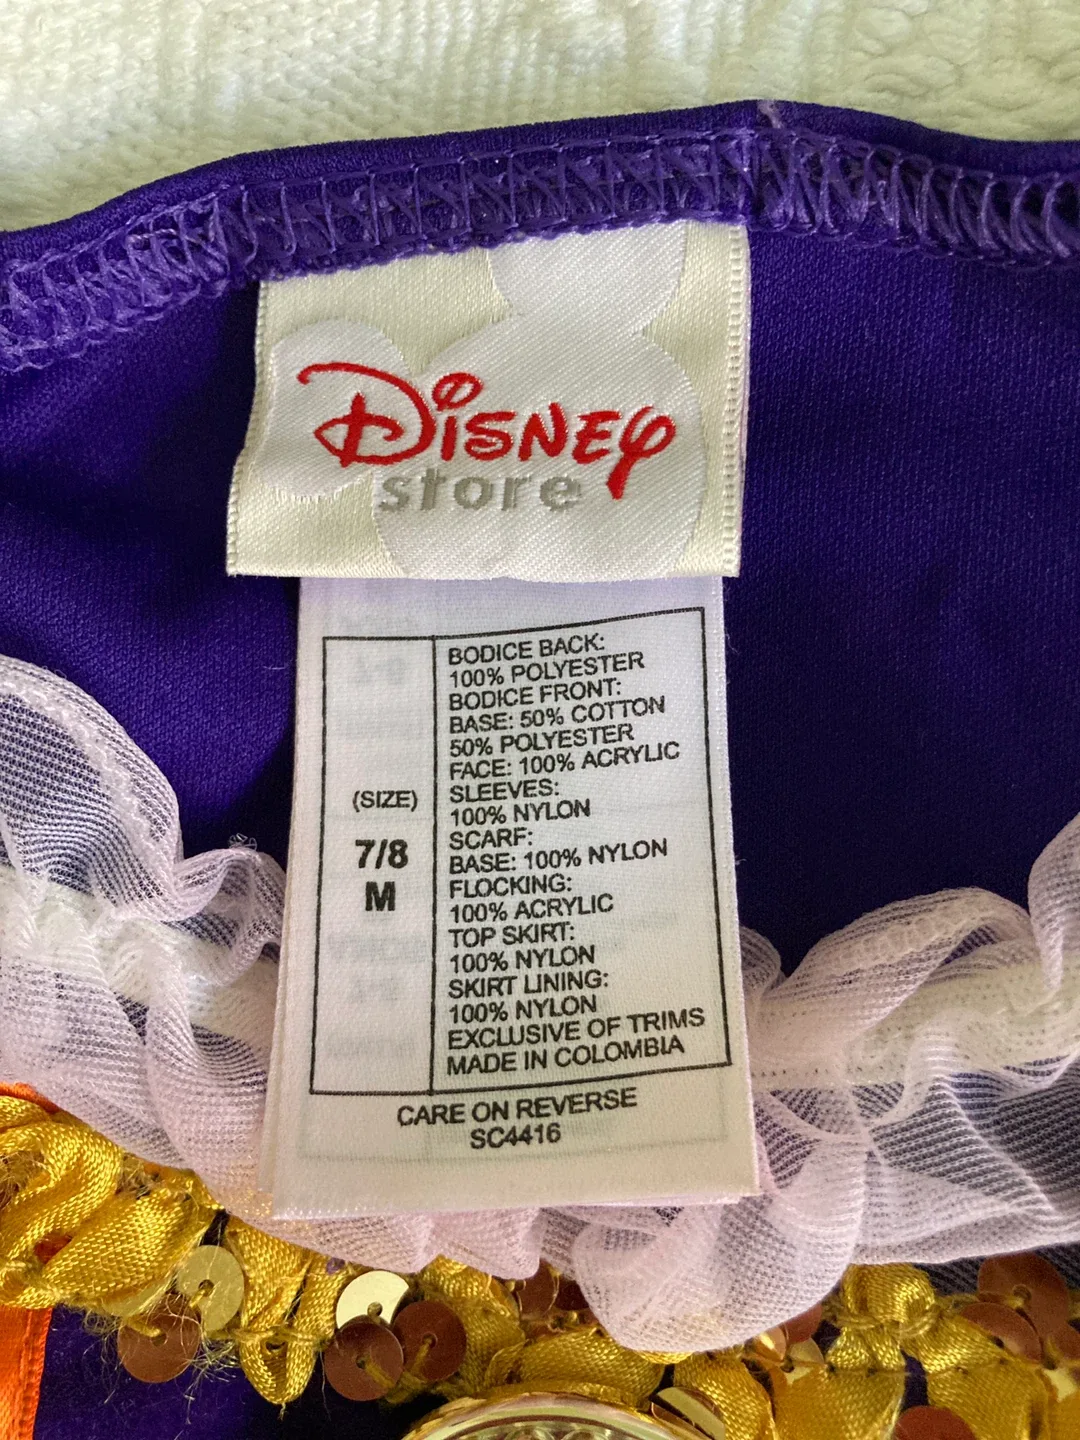 Disney
store
BODICE BACK:
100% POLYESTER
BODICE FRONT:
BASE: 50% COTTON
50% POLYESTER
FACE: 100% ACRYLIC
(SIZE)
7/8
M
SLEEVES:
100% NYLON
SCARF:
BASE: 100% NYLON
FLOCKING:
100% ACRYLIC
TOP SKIRT:
100% NYLON
SKIRT LINING:
100% NYLON
EXCLUSIVE OF TRIMS
MADE IN COLOMBIA
CARE ON REVERSE
SC4416